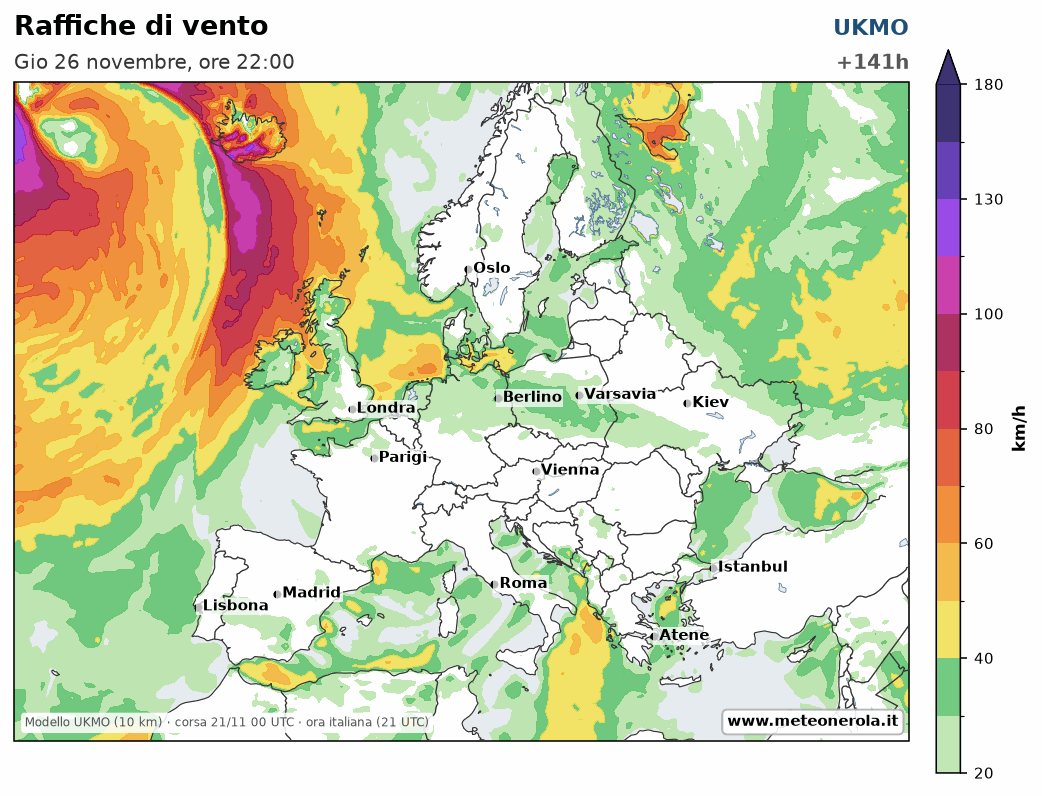 Raffiche di vento
UKMO
Gio 26 novembre, ore 22:00
+141h
180
130
100
80
60
40
20
km/h
Oslo
Berlino
Varsavia
Kiev
Londra
Parigi
Vienna
Istanbul
Roma
Madrid
Lisbona
Atene
Modello UKMO (10 km) · corsa 21/11 00 UTC · ora italiana (21 UTC)
www.meteonerola.it